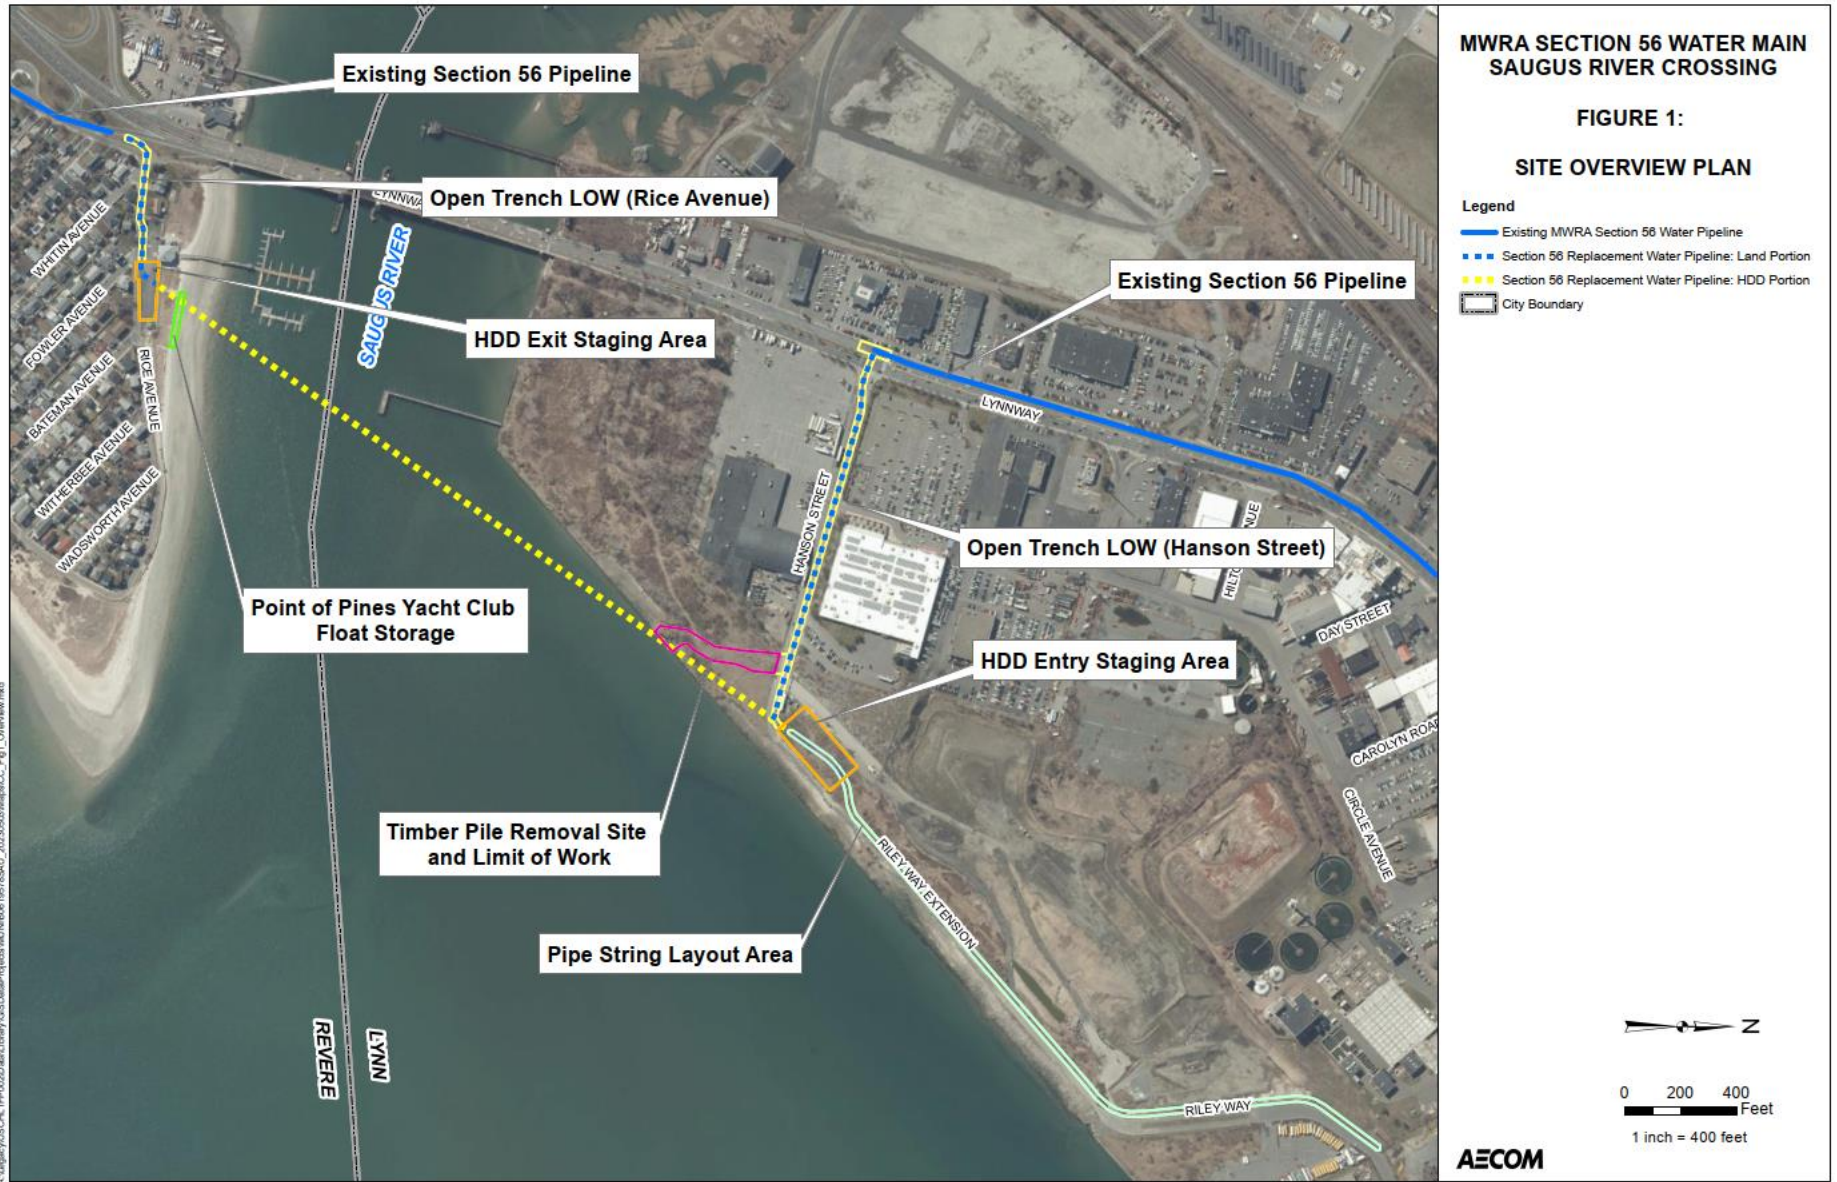 Existing Section 56 Pipeline
Open Trench LOW (Rice Avenue)
LYNNWA
WHITIN AVENUE
SAUGUS RIVER
Existing Section 56 Pipeline
HDD Exit Staging Area
FOWLER AVENUE
RICE AVENUE
BATEMAN AVENUE
LYNNWAY
WITHERBEE AVENUE
WADSWORTH AVENUE
HANSON STREET
Open Trench LOW (Hanson Street)
Point of Pines Yacht Club
Float Storage
DAY STREET
HDD Entry Staging Area
CAROLYN ROAD
CIRCLE AVENUE
Timber Pile Removal Site
and Limit of Work
RILEY WAY EXTENSION
Pipe String Layout Area
REVERE
LYNN
RILEY WAY
MWRA SECTION 56 WATER MAIN
SAUGUS RIVER CROSSING
FIGURE 1:
SITE OVERVIEW PLAN
Legend
Existing MWRA Section 56 Water Pipeline
Section 56 Replacement Water Pipeline: Land Portion
Section 56 Replacement Water Pipeline: HDD Portion
City Boundary
N
0 200 400
Feet
1 inch = 400 feet
AECOM